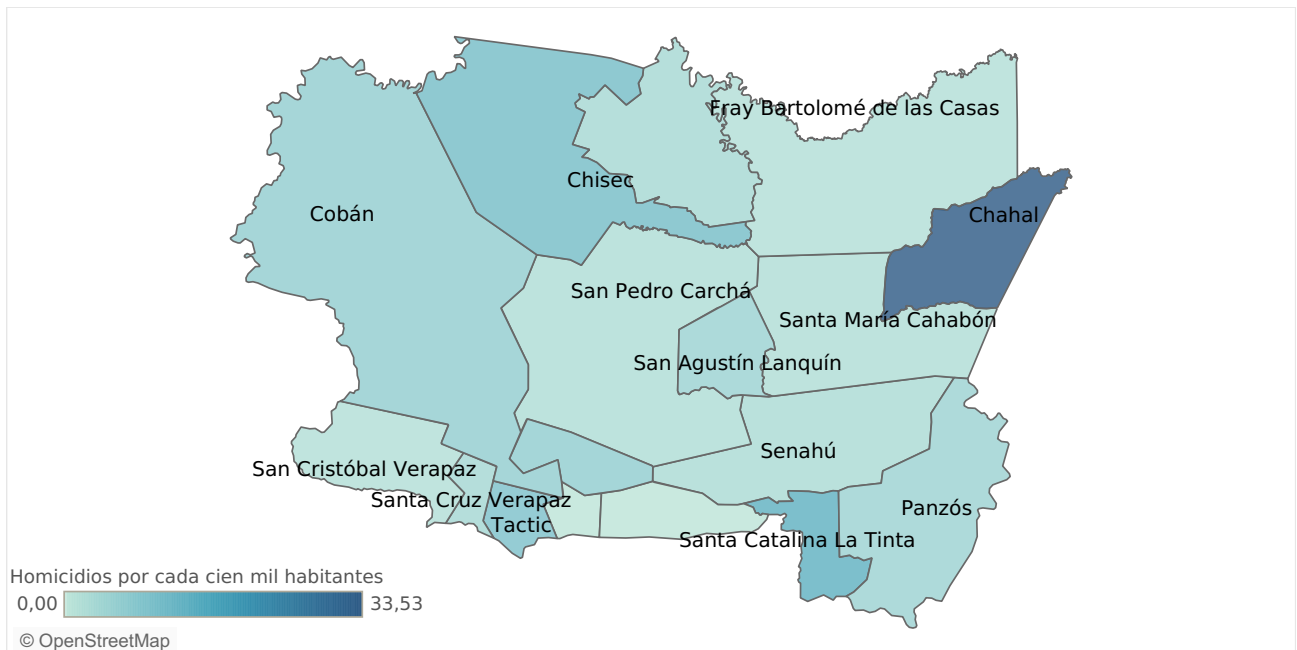 Fray Bartolomé de las Casas
Chisec
Cobán
Chahal
San Pedro Carchá
Santa María Cahabón
San Agustín Lanquín
Senahú
San Cristóbal Verapaz
Santa Cruz Verapaz
Panzós
Tactic
Santa Catalina La Tinta
Homicidios por cada cien mil habitantes
0,00 33,53
© OpenStreetMap